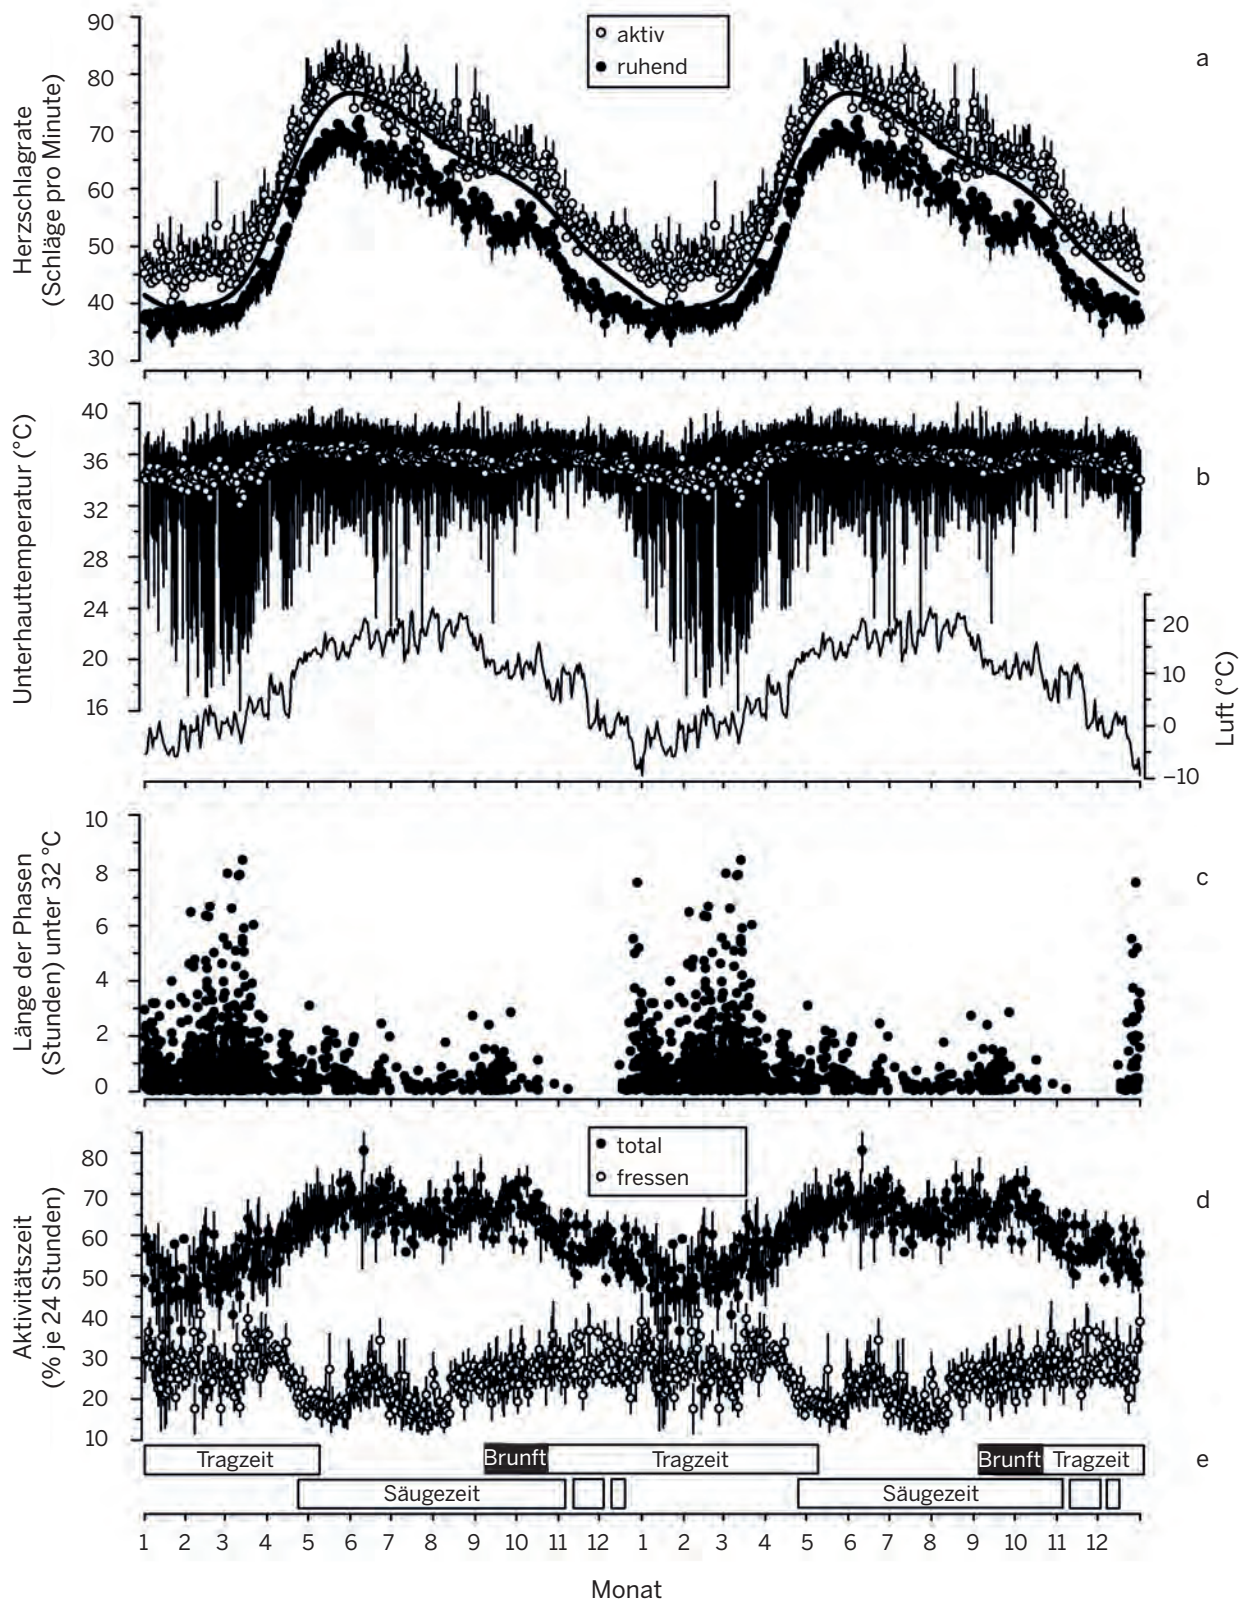 Herzschlagrate
(Schläge pro Minute)
90
80
70
60
50
40
30
aktiv
ruhend
a
Unterhauttemperatur (°C)
40
36
32
28
24
20
16
b
20
10
0
–10
Luft (°C)
Länge der Phasen
(Stunden) unter 32 °C
10
8
6
4
2
0
c
Aktivitätszeit
(% je 24 Stunden)
80
70
60
50
40
30
20
10
total
fressen
d
Tragzeit Brunft Tragzeit Brunft Tragzeit
e
Säugezeit Säugezeit
1 2 3 4 5 6 7 8 9 10 11 12 1 2 3 4 5 6 7 8 9 10 11 12
Monat